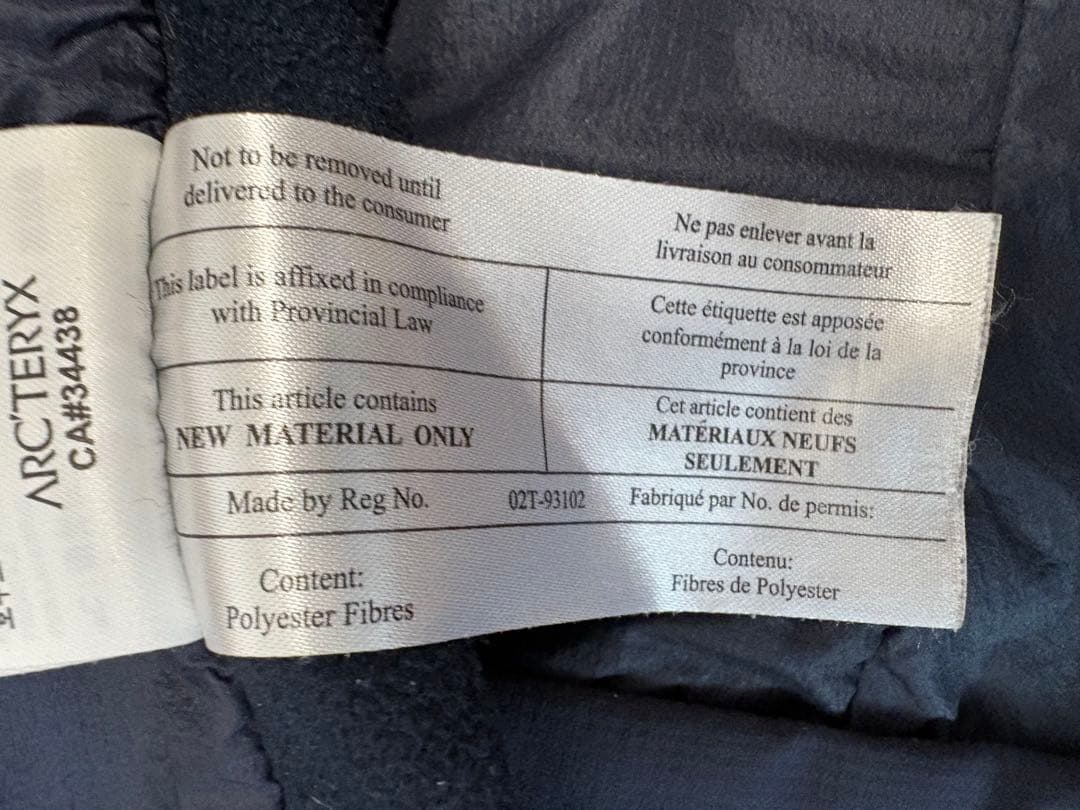 ARC'TERYX
CA#34438
Not to be removed until
delivered to the consumer
Ne pas enlever avant la
livraison au consommateur
This label is affixed in compliance
with Provincial Law
Cette étiquette est apposée
conformément à la loi de la
province
This article contains
NEW MATERIAL ONLY
Cet article contient des
MATÉRIAUX NEUFS
SEULEMENT
Made by Reg No.
02T-93102
Fabriqué par No. de permis:
Content:
Polyester Fibres
Contenu:
Fibres de Polyester